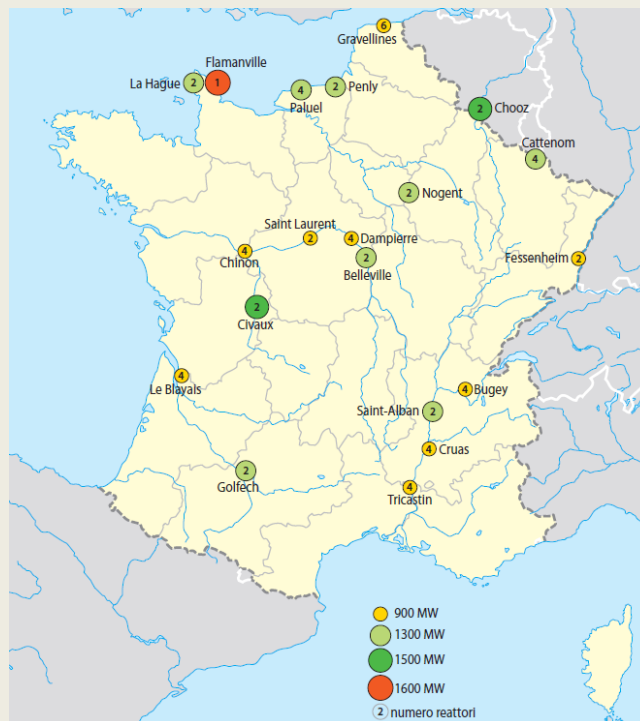 6
Gravellines
Flamanville
La Hague
2
1
4
Paluel
2
Penly
2
Chooz
Cattenom
4
2
Nogent
Saint Laurent
2
4
Dampierre
2
Belleville
4
Chinon
Fessenheim
2
2
Civaux
4
Le Blayais
4
Bugey
Saint-Alban
2
4
Cruas
2
Golfech
4
Tricastin
900 MW
1300 MW
1500 MW
1600 MW
2 numero reattori